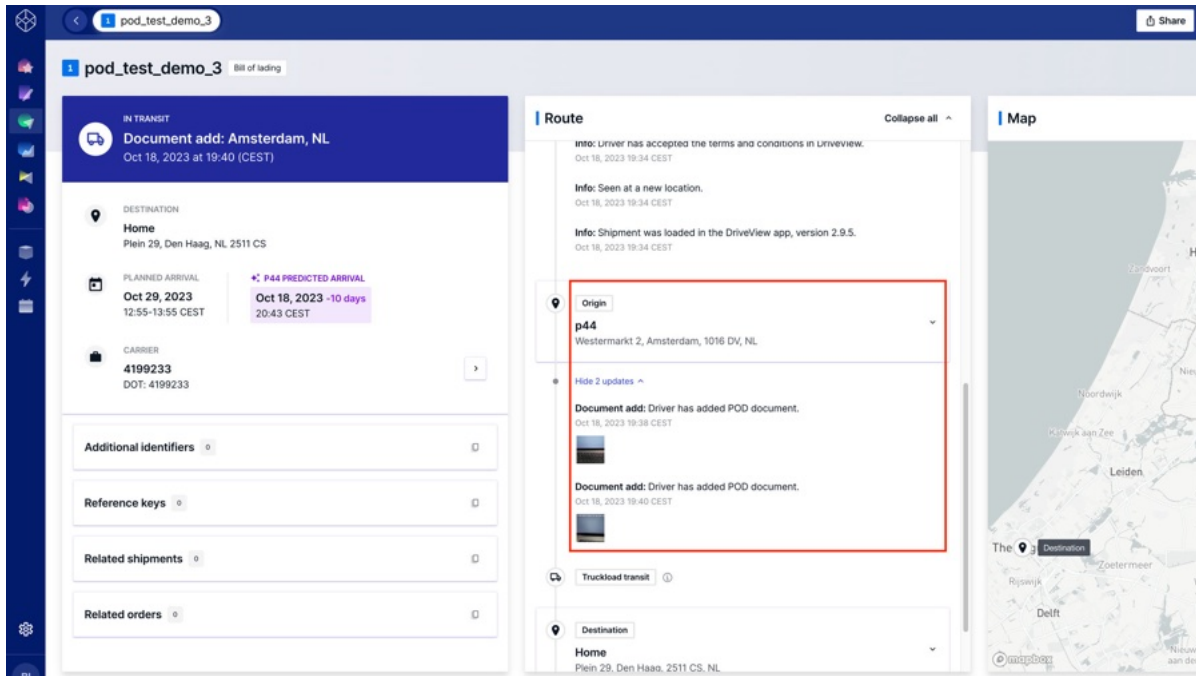 1 pod_test_demo_3
Share
1 pod_test_demo_3 Bill of lading
IN TRANSIT
Document add: Amsterdam, NL
Oct 18, 2023 at 19:40 (CEST)
DESTINATION
Home
Plein 29, Den Haag, NL 2511 CS
PLANNED ARRIVAL
Oct 29, 2023
12:55-13:55 CEST
P44 PREDICTED ARRIVAL
Oct 18, 2023 -10 days
20:43 CEST
CARRIER
4199233
DOT: 4199233
Additional identifiers 0
Reference keys 0
Related shipments 0
Related orders 0
Route
Collapse all
Info: Driver has accepted the terms and conditions in DriveView.
Oct 18, 2023 19:34 CEST
Info: Seen at a new location.
Oct 18, 2023 19:34 CEST
Info: Shipment was loaded in the DriveView app, version 2.9.5.
Oct 18, 2023 19:34 CEST
Origin
p44
Westermarkt 2, Amsterdam, 1016 DV, NL
Hide 2 updates
Document add: Driver has added POD document.
Oct 18, 2023 19:38 CEST
Document add: Driver has added POD document.
Oct 18, 2023 19:40 CEST
Truckload transit
Destination
Home
Plein 29, Den Haag, 2511 CS, NL
Map
Zandvoort
Noordwijk
Katwijk aan Zee
Leiden
The
Destination
Zoetermeer
Rijswijk
Delft
mapbox